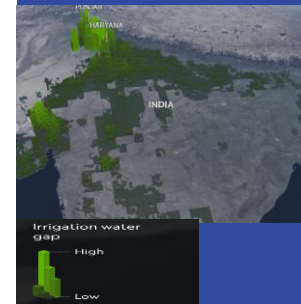 PUNJAB
HARYANA
INDIA
Irrigation water
gap
High
Low